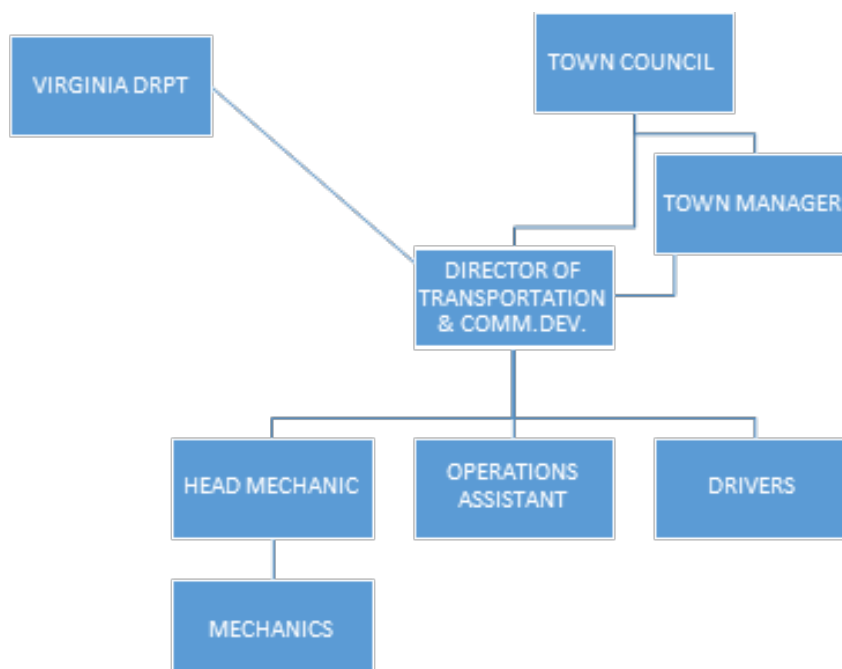 VIRGINIA DRPT
TOWN COUNCIL
TOWN MANAGER
DIRECTOR OF
TRANSPORTATION
& COMM.DEV.
HEAD MECHANIC
OPERATIONS
ASSISTANT
DRIVERS
MECHANICS